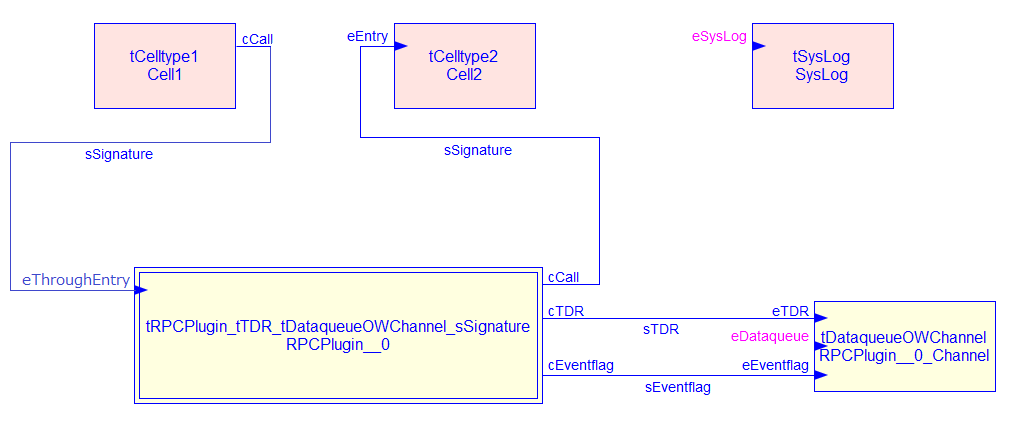 cCall
tCelltype1
Cell1
eEntry
tCelltype2
Cell2
eSysLog
tSysLog
SysLog
sSignature
sSignature
eThroughEntry
cCall
tRPCPlugin_tTDR_tDataqueueOWChannel_sSignature
RPCPlugin__0
cTDR
eTDR
sTDR
eDataqueue
tDataqueueOWChannel
RPCPlugin__0_Channel
cEventflag
eEventflag
sEventflag